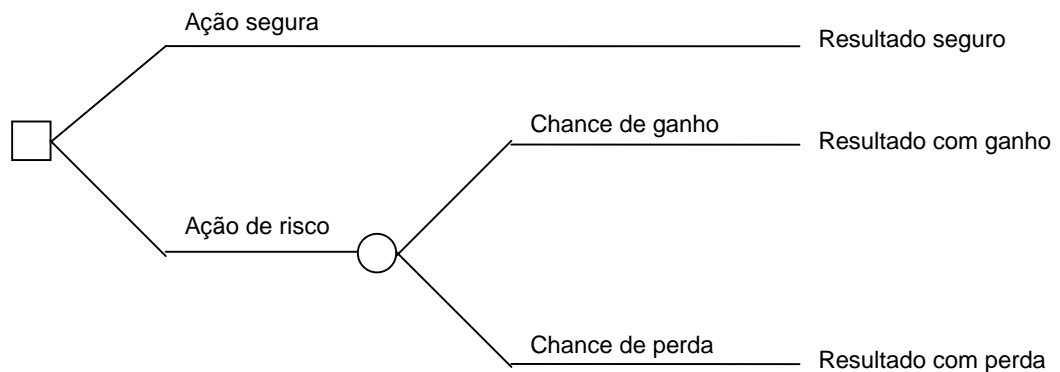 Ação segura
Resultado seguro
Chance de ganho
Resultado com ganho
Ação de risco
Chance de perda
Resultado com perda